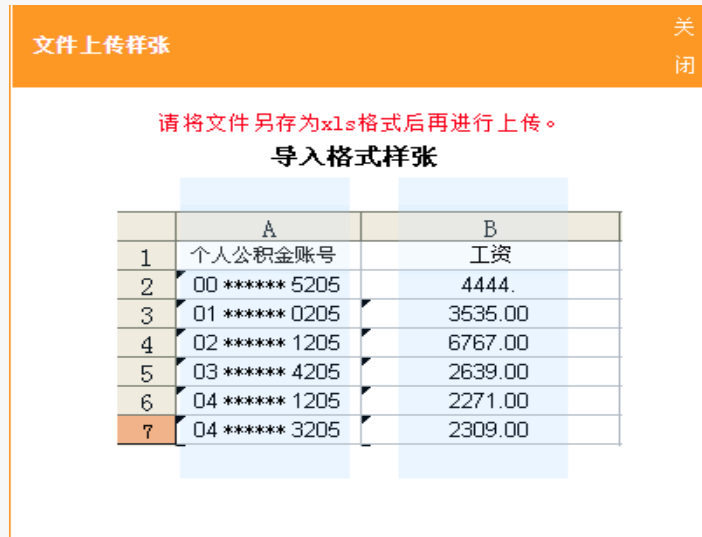 文件上传样张
关
闭
请将文件另存为xls格式后再进行上传。
导入格式样张
A B
1 个人公积金账号 工资
2 00 ****** 5205 4444.
3 01 ****** 0205 3535.00
4 02 ****** 1205 6767.00
5 03 ****** 4205 2639.00
6 04 ****** 1205 2271.00
7 04 ****** 3205 2309.00